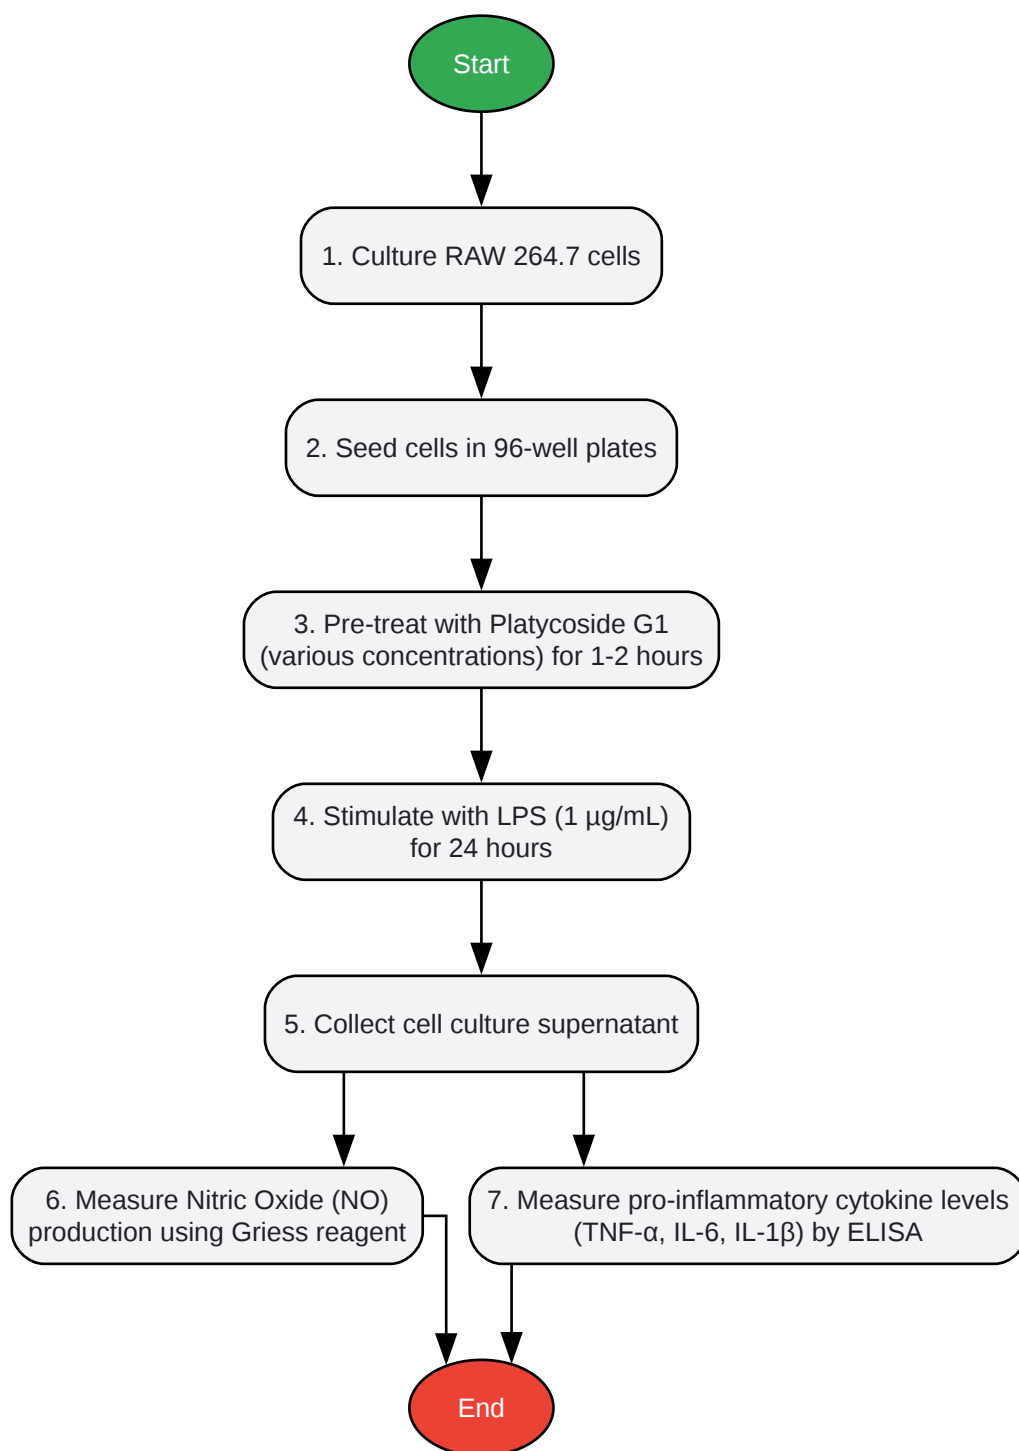 Start
1. Culture RAW 264.7 cells
2. Seed cells in 96-well plates
3. Pre-treat with Platycoside G1
(various concentrations) for 1-2 hours
4. Stimulate with LPS (1 µg/mL)
for 24 hours
5. Collect cell culture supernatant
6. Measure Nitric Oxide (NO)
production using Griess reagent
7. Measure pro-inflammatory cytokine levels
(TNF-α, IL-6, IL-1β) by ELISA
End